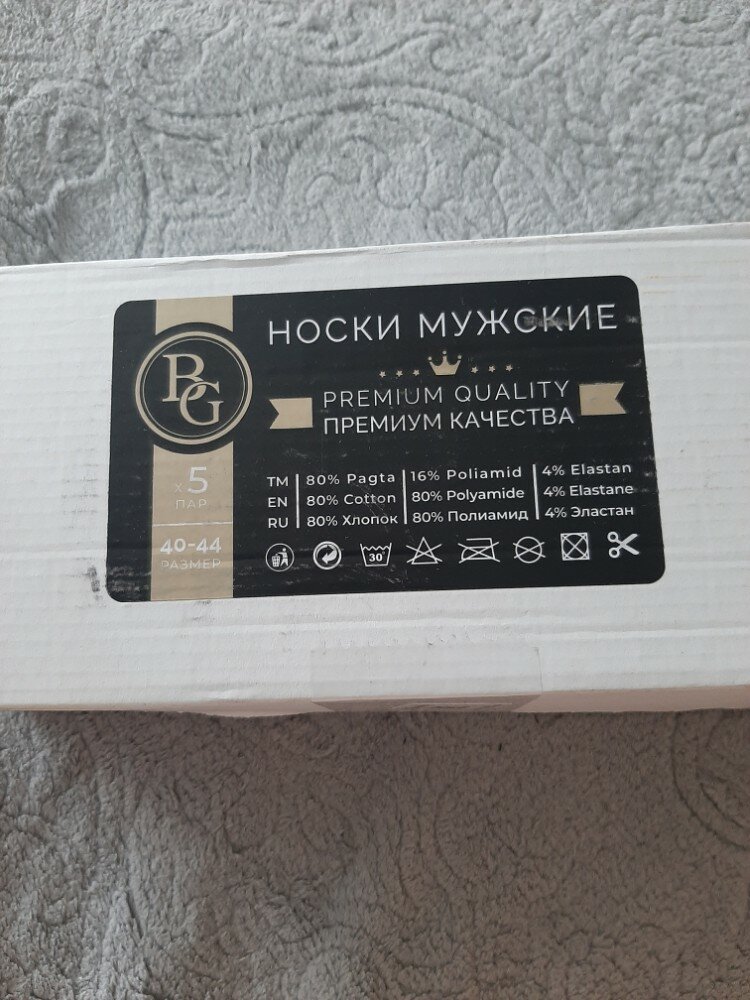 НОСКИ МУЖСКИЕ
BG
PREMIUM QUALITY
ПРЕМИУМ КАЧЕСТВА
x 5
ПАР
40-44
РАЗМЕР
TM 80% Pagta 16% Poliamid 4% Elastan
EN 80% Cotton 80% Polyamide 4% Elastane
RU 80% Хлопок 80% Полиамид 4% Эластан
30°